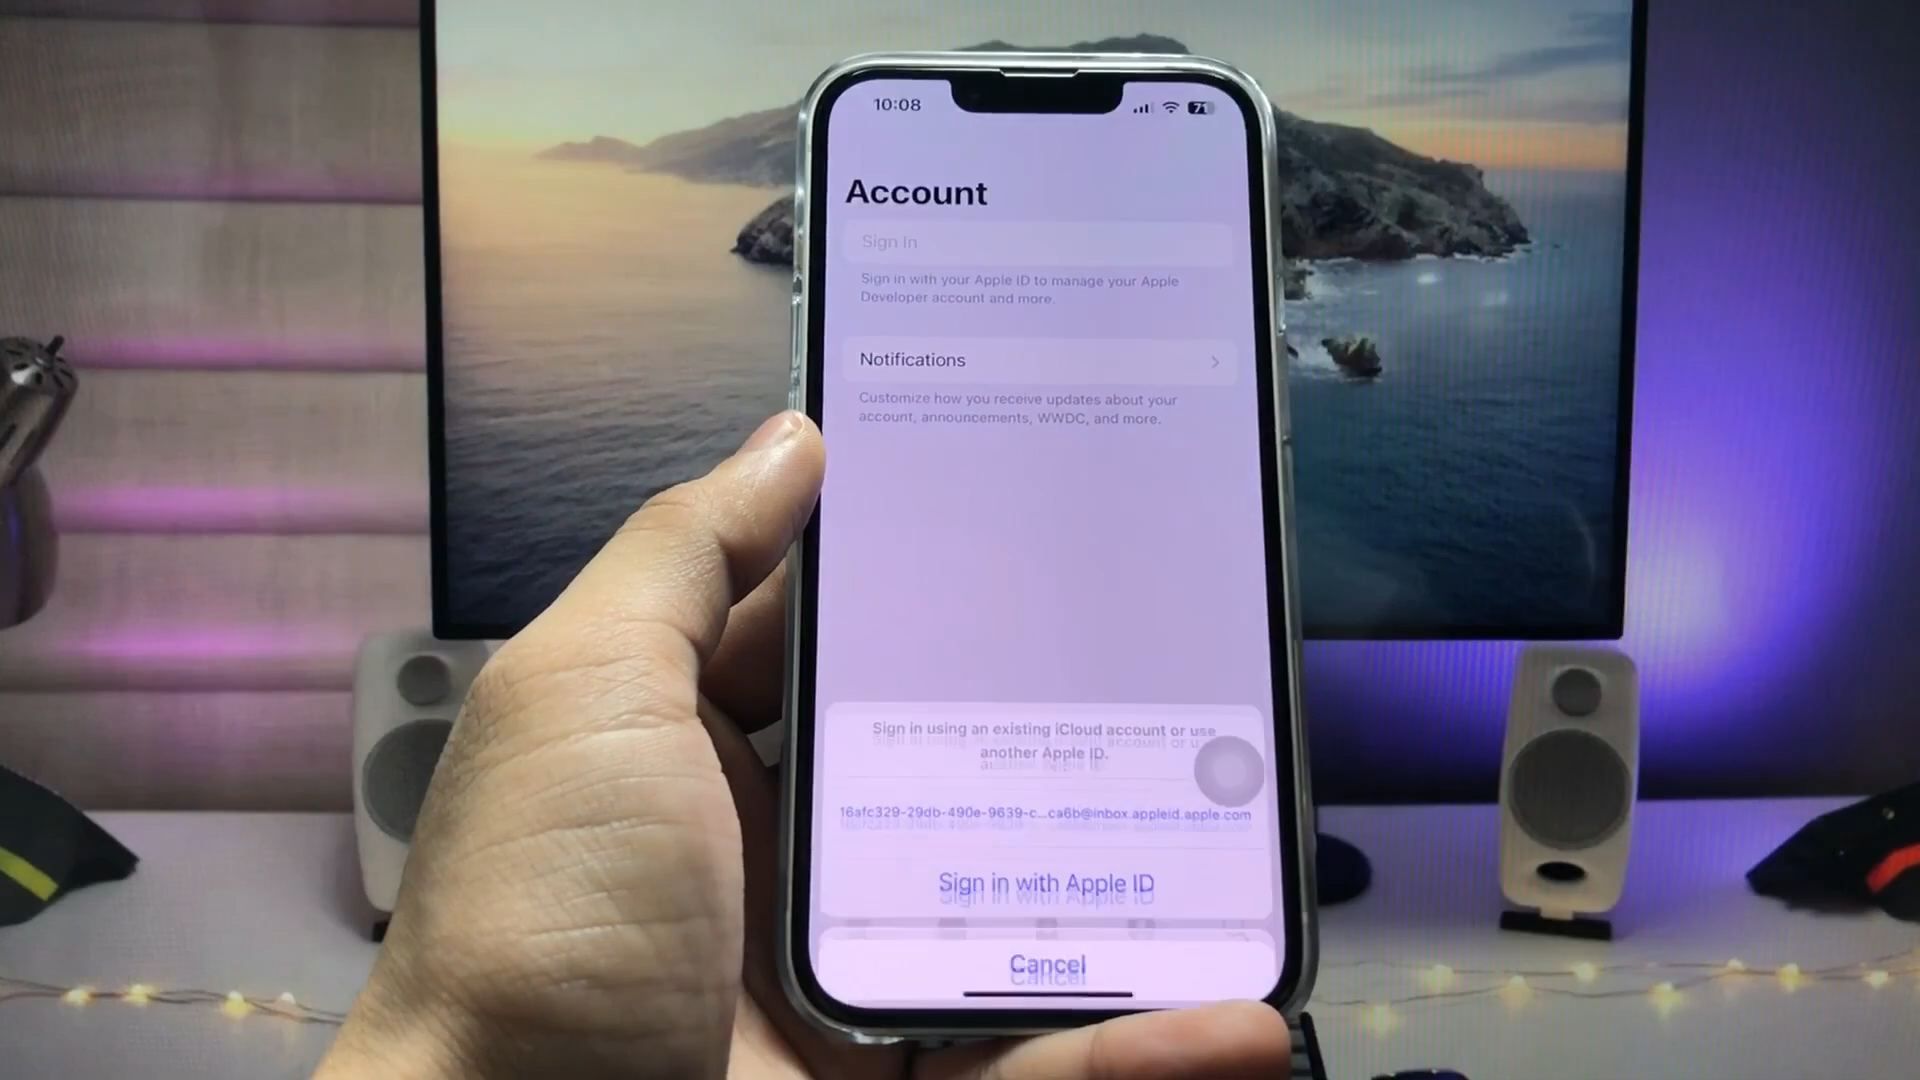 10:08
71
Account
Sign In
Sign in with your Apple ID to manage your Apple
Developer account and more.
Notifications
Customize how you receive updates about your
account, announcements, WWDC, and more.
Sign in using an existing iCloud account or use
another Apple ID.
16afc329-29db-490e-9639-c...ca6b@inbox.appleid.apple.com
Sign in with Apple ID
Cancel